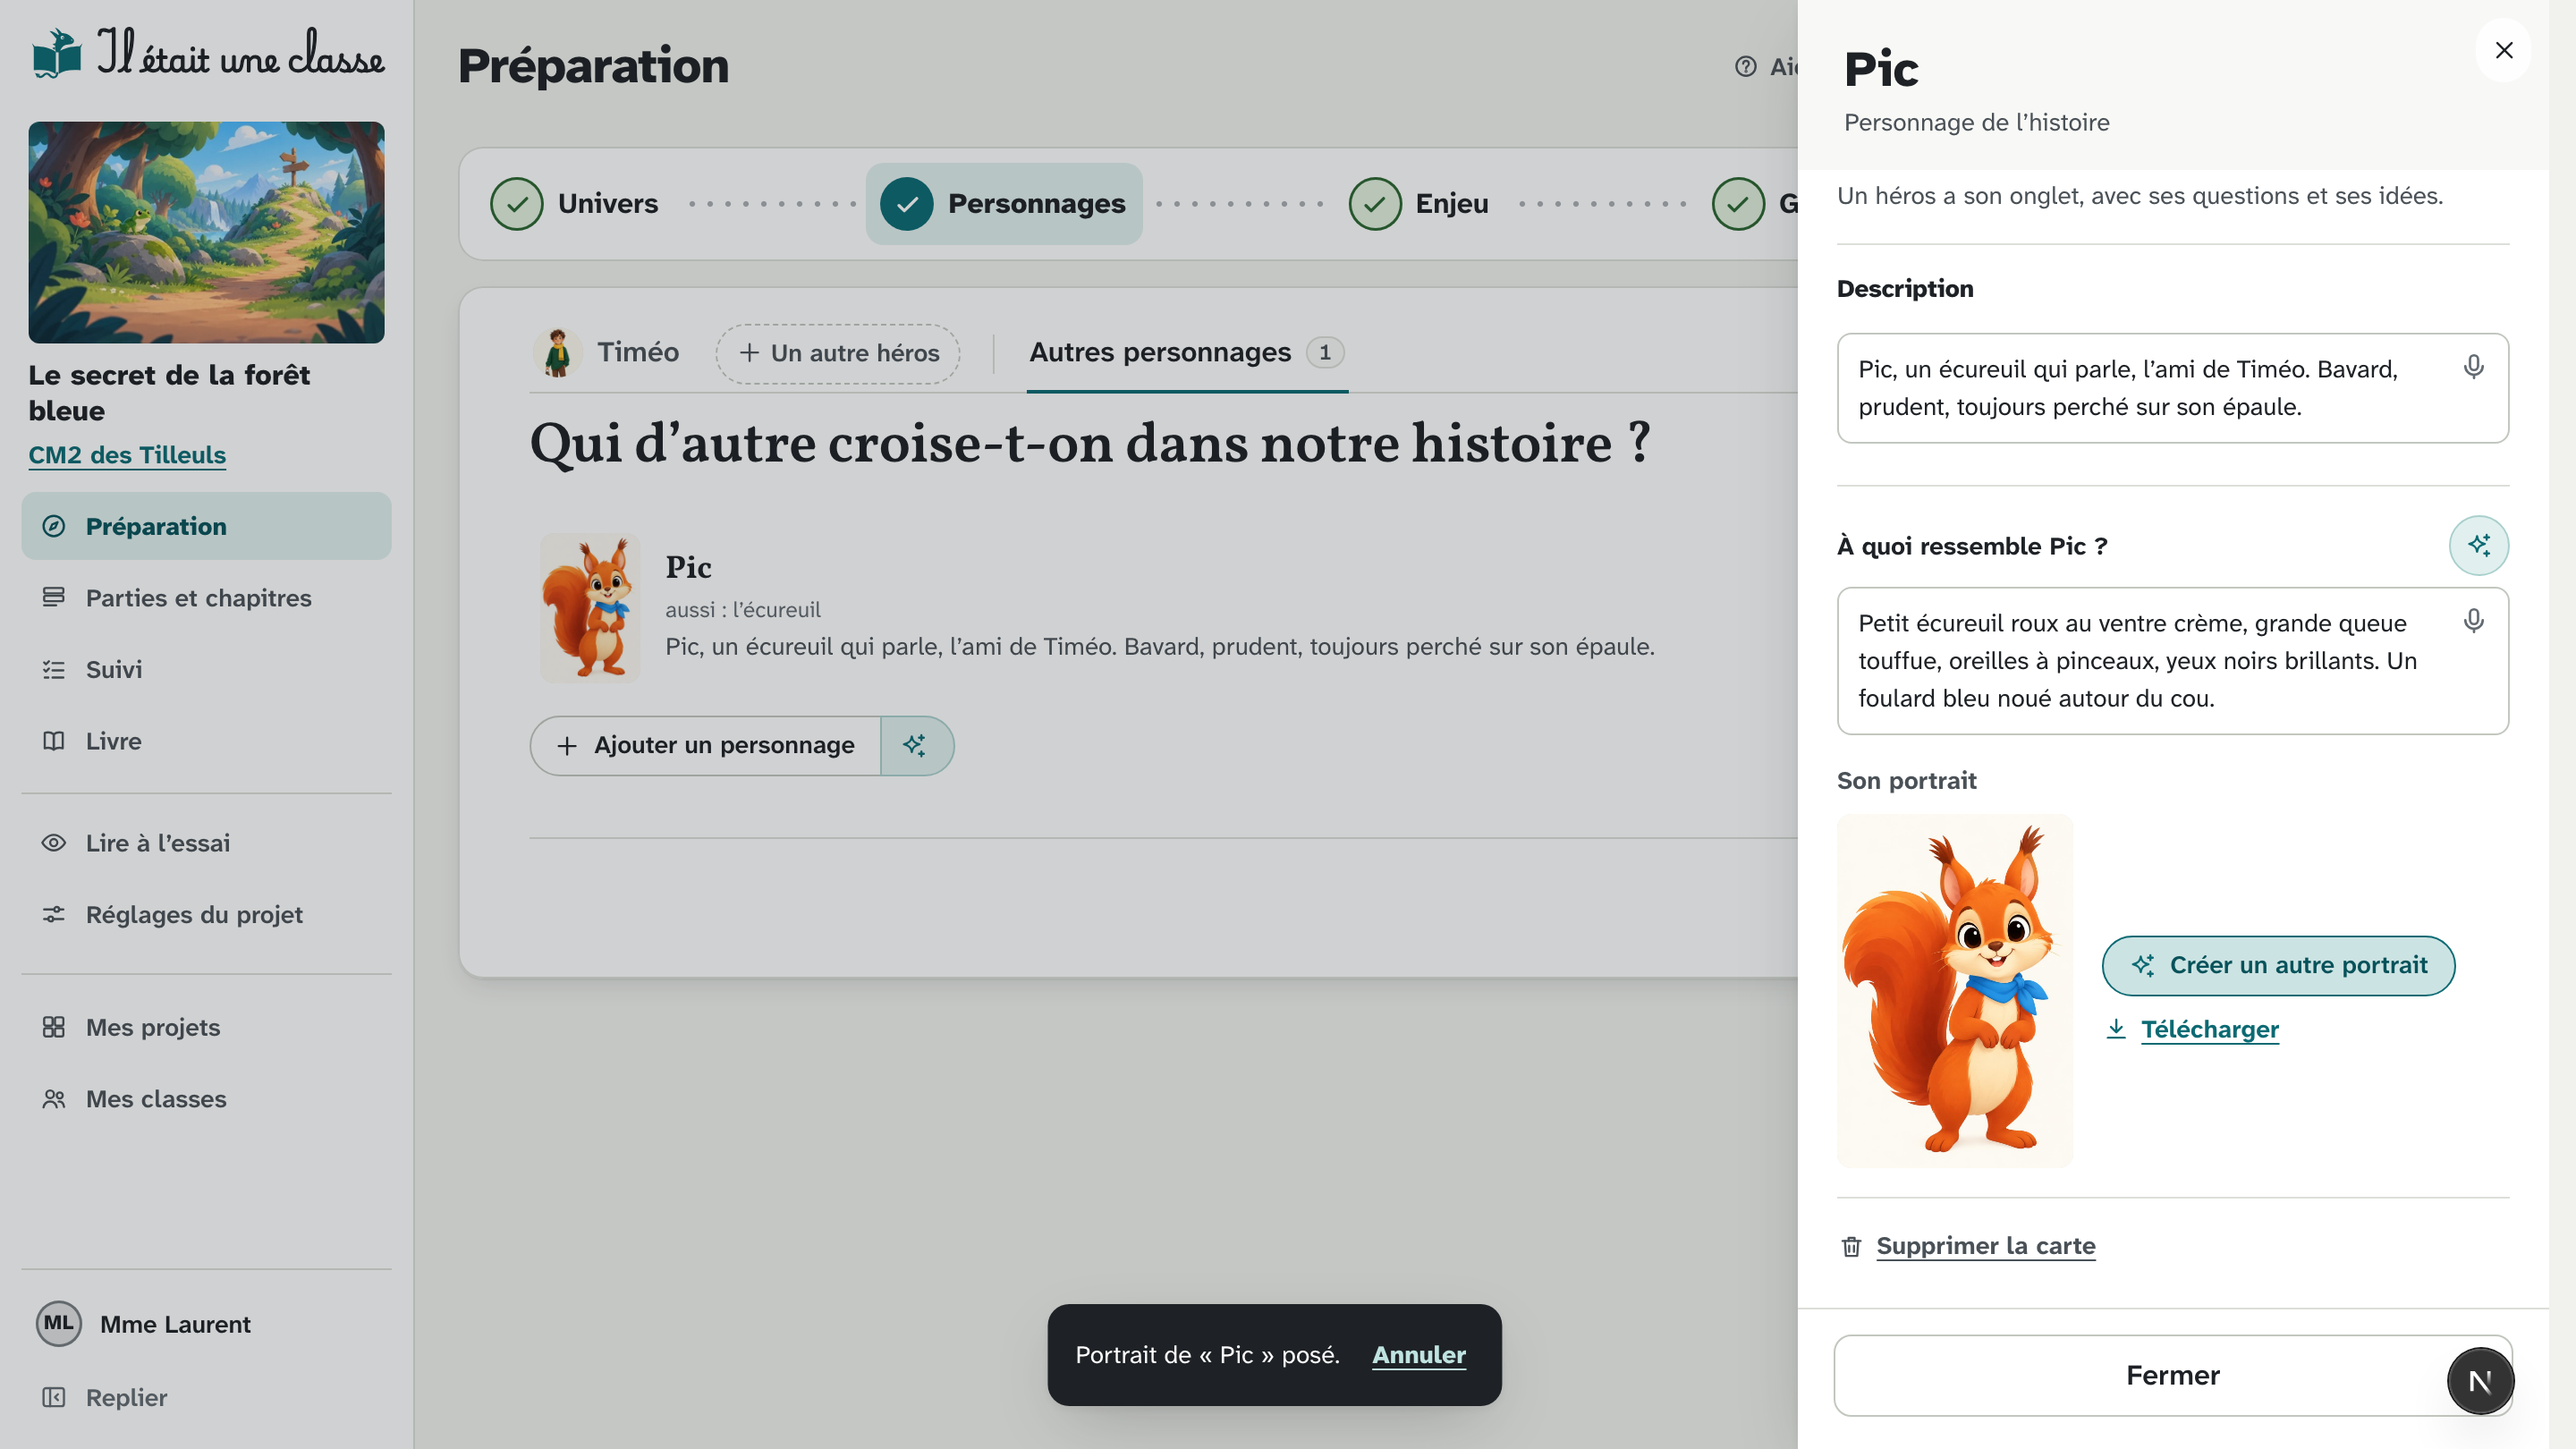 Il était une classe
Le secret de la forêt
bleue
CM2 des Tilleuls
Préparation
Parties et chapitres
Suivi
Livre
Lire à l’essai
Réglages du projet
Mes projets
Mes classes
ML
Mme Laurent
Replier
Préparation
Univers
Personnages
Enjeu
Timéo
Un autre héros
Autres personnages 1
Qui d’autre croise-t-on dans notre histoire ?
Pic
aussi : l’écureuil
Pic, un écureuil qui parle, l’ami de Timéo. Bavard, prudent, toujours perché sur son épaule.
Ajouter un personnage
Portrait de « Pic » posé. Annuler
Pic
Personnage de l’histoire
Un héros a son onglet, avec ses questions et ses idées.
Description
Pic, un écureuil qui parle, l’ami de Timéo. Bavard,
prudent, toujours perché sur son épaule.
À quoi ressemble Pic ?
Petit écureuil roux au ventre crème, grande queue
touffue, oreilles à pinceaux, yeux noirs brillants. Un
foulard bleu noué autour du cou.
Son portrait
Créer un autre portrait
Télécharger
Supprimer la carte
Fermer
N